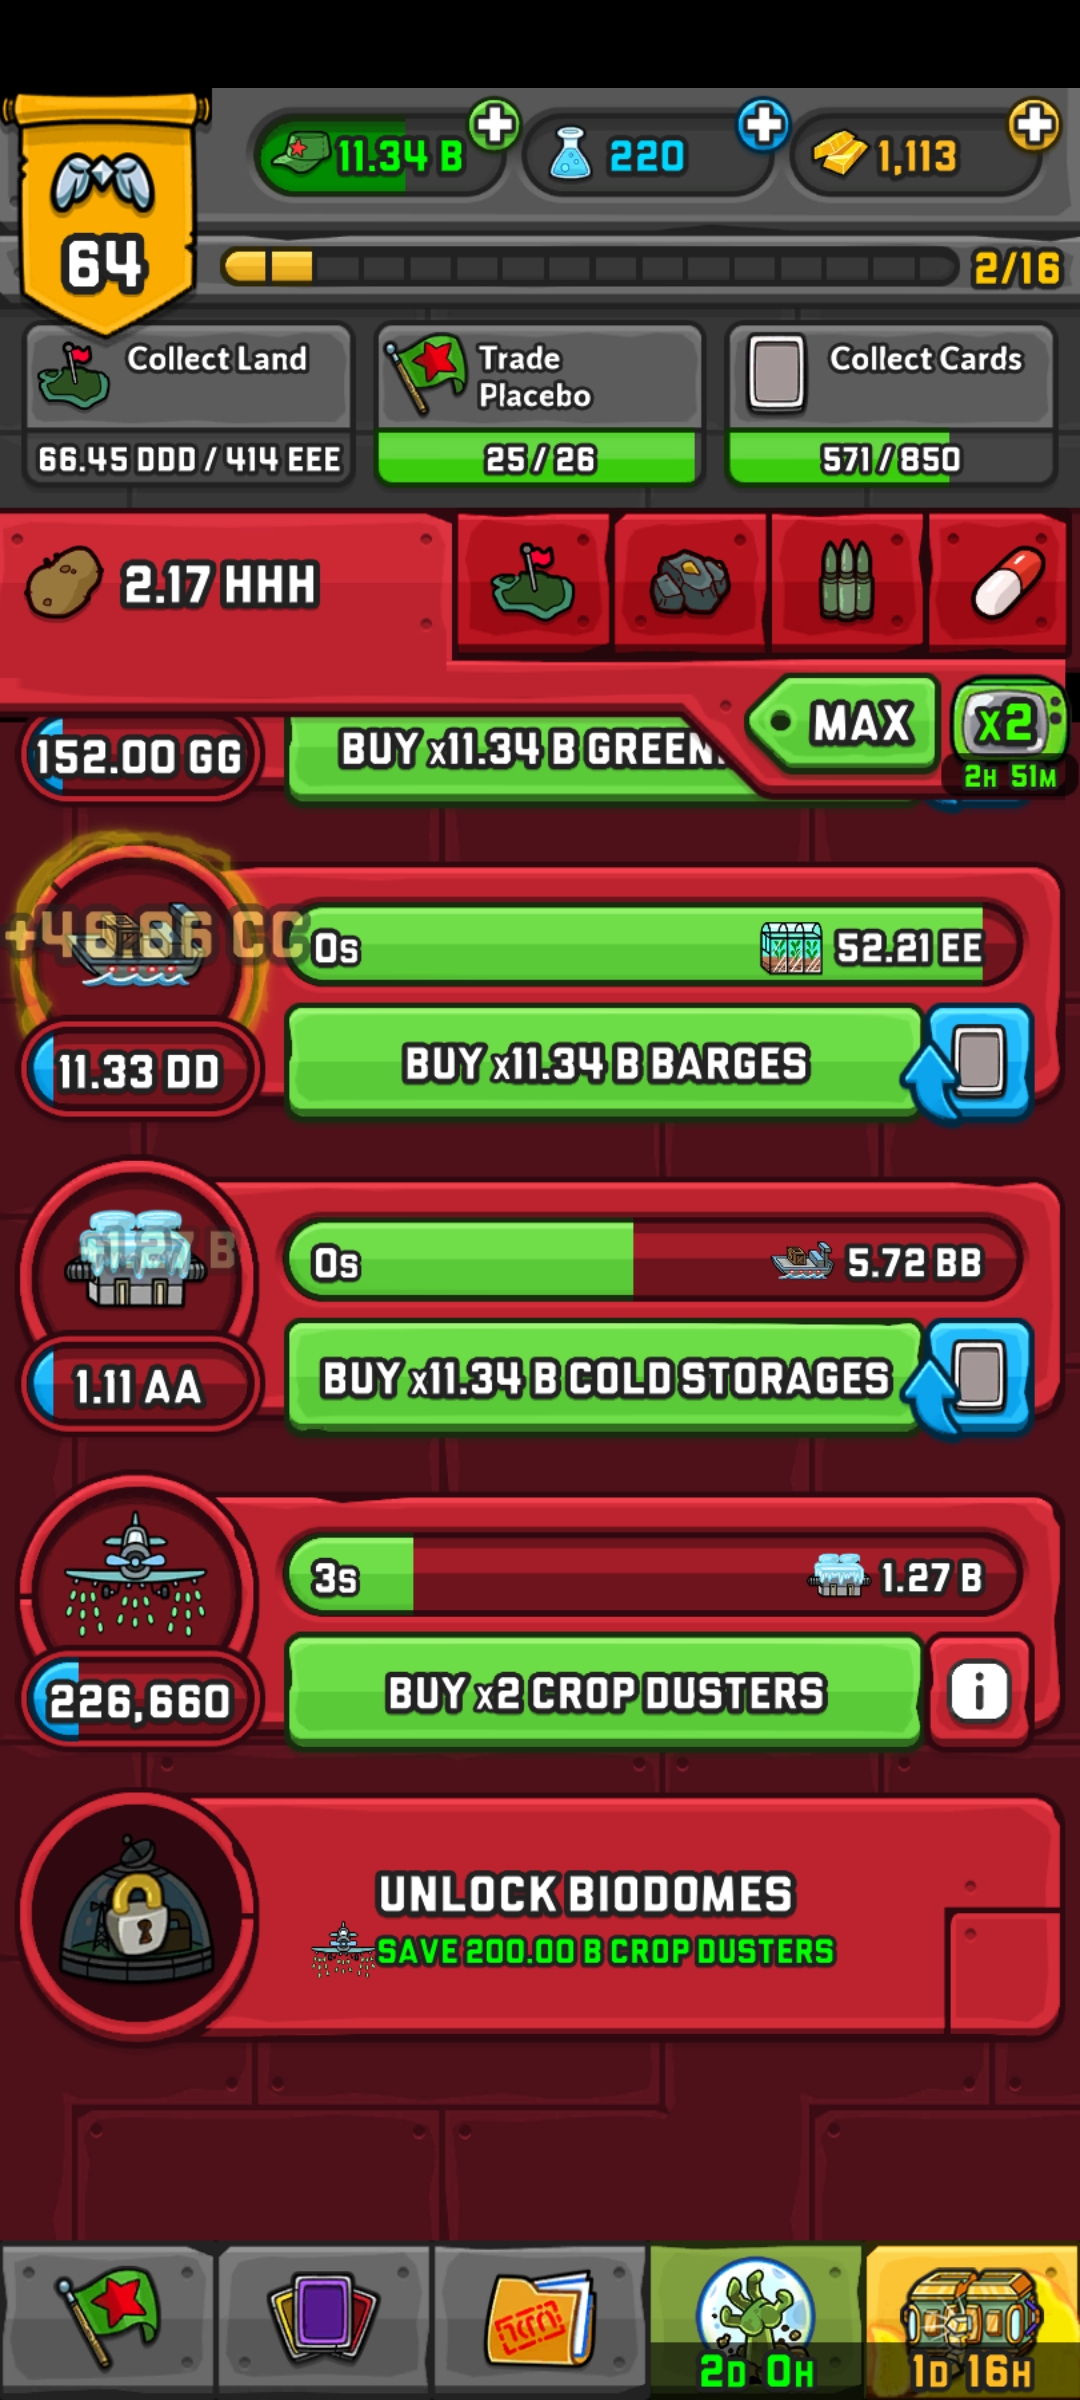 64
11.34 B
220
1,113
2/16
Collect Land
66.45 DDD / 414 EEE
Trade
Placebo
25 / 26
Collect Cards
571 / 850
2.17 HHH
MAX
x2
2H 51M
152.00 GG
BUY x11.34 B GREEN
0s
52.21 EE
11.33 DD
BUY x11.34 B BARGES
0s
5.72 BB
1.11 AA
BUY x11.34 B COLD STORAGES
3s
1.27 B
226,660
BUY x2 CROP DUSTERS
i
UNLOCK BIODOMES
SAVE 200.00 B CROP DUSTERS
2D 0H
1D 16H